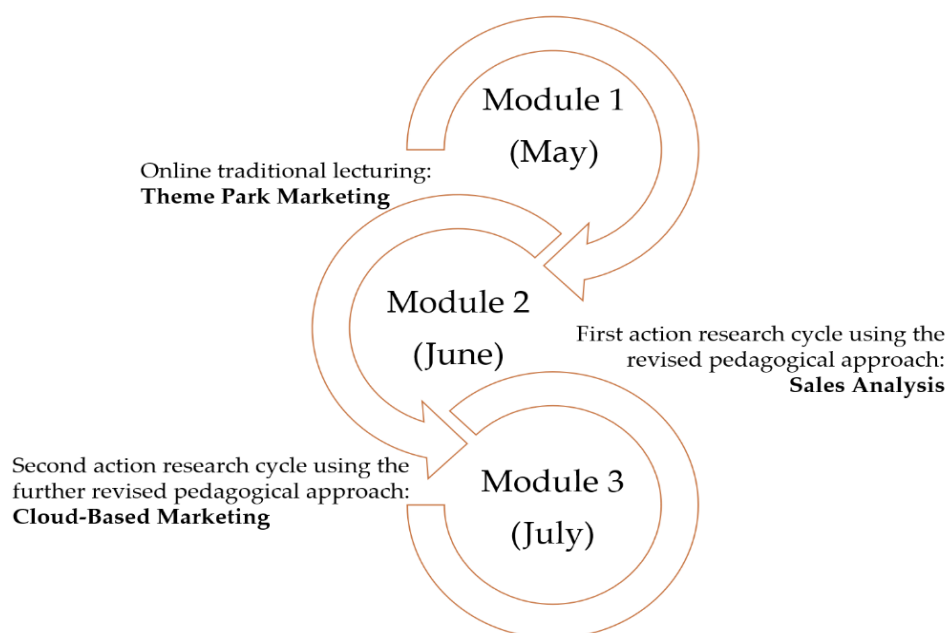 Module 1
(May)
Online traditional lecturing:
Theme Park Marketing
Module 2
(June)
First action research cycle using the
revised pedagogical approach:
Sales Analysis
Second action research cycle using the
further revised pedagogical approach:
Cloud-Based Marketing
Module 3
(July)